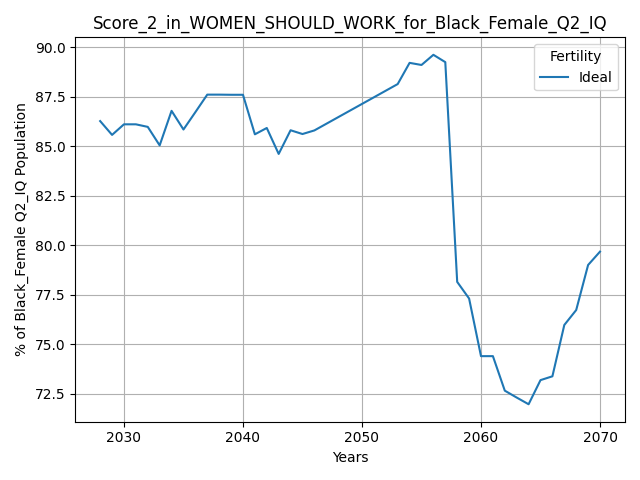 Score_2_in_WOMEN_SHOULD_WORK_for_Black_Female_Q2_IQ
% of Black_Female Q2_IQ Population
90.0
87.5
85.0
82.5
80.0
77.5
75.0
72.5
Fertility
Ideal
2030
2040
2050
2060
2070
Years